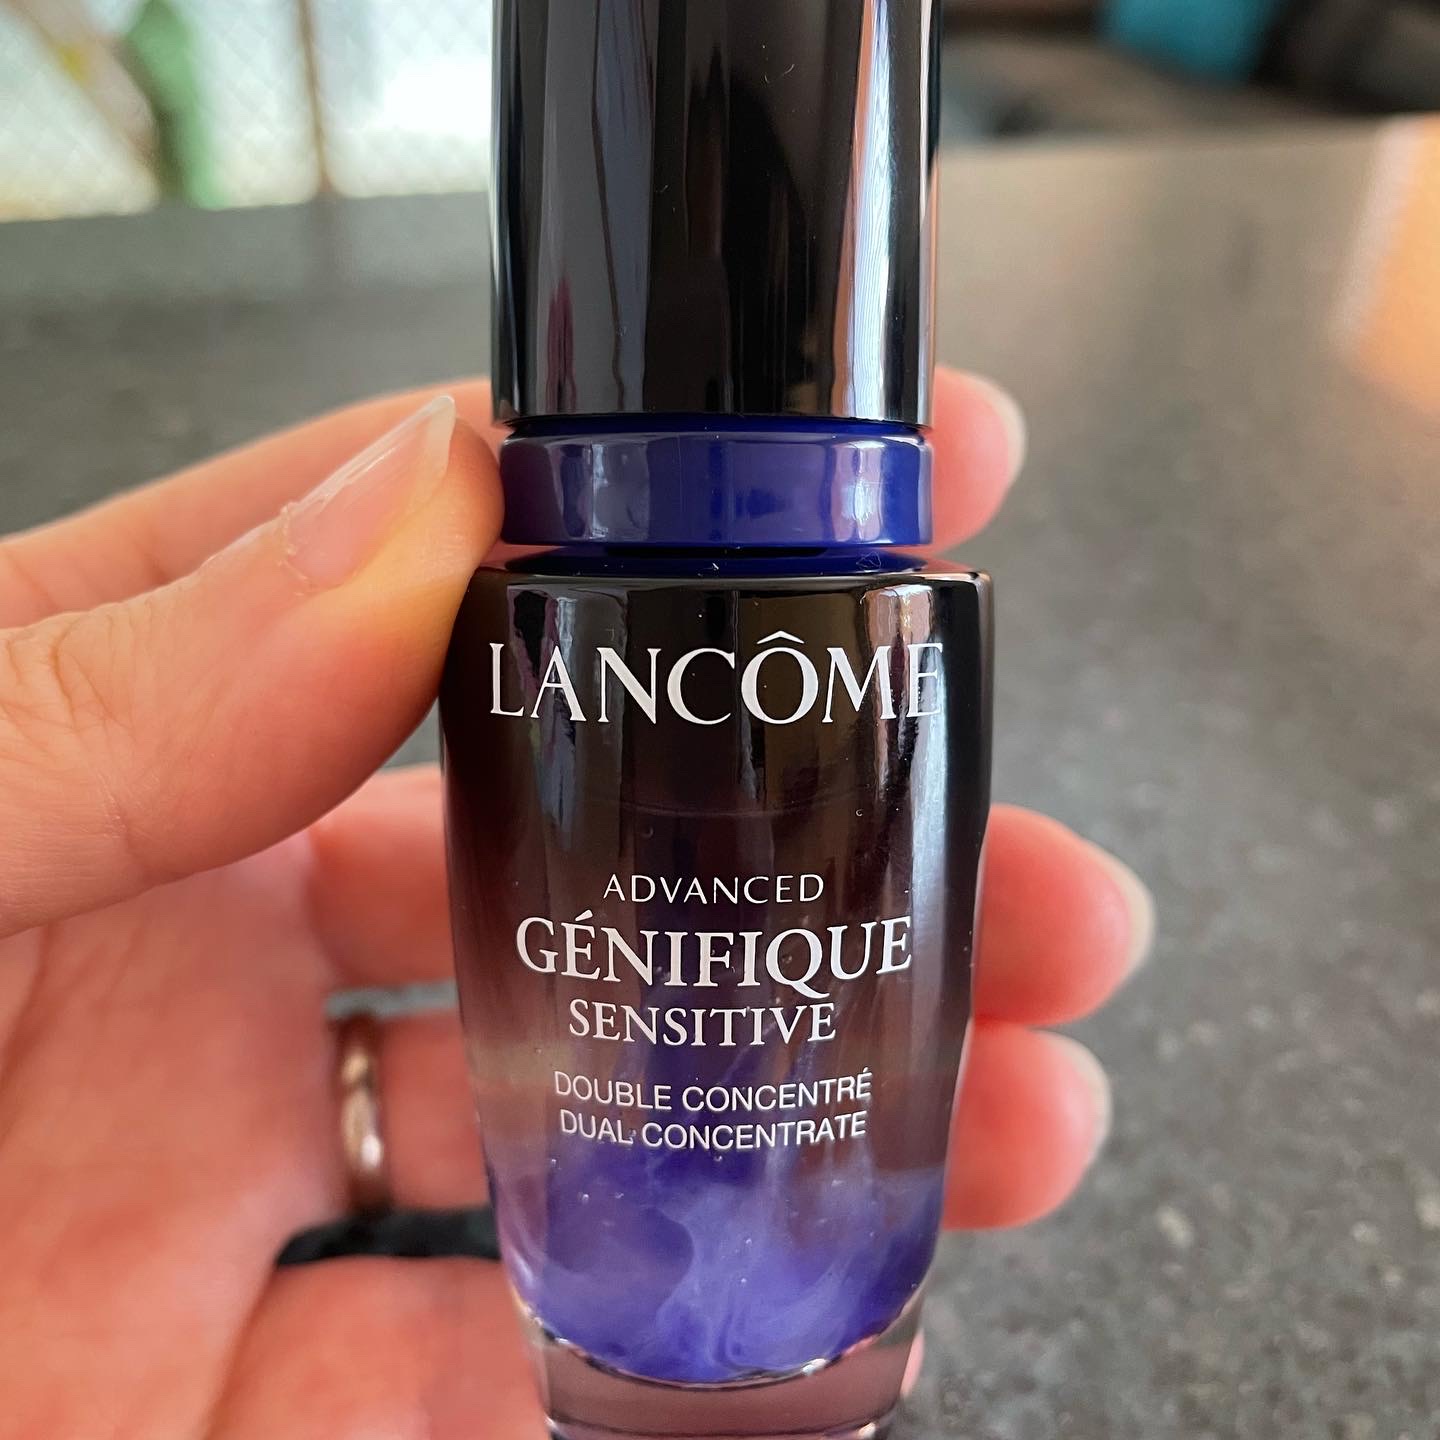 LANCÔME
ADVANCED
GÉNIFIQUE
SENSITIVE
DOUBLE CONCENTRÉ
DUAL CONCENTRATE